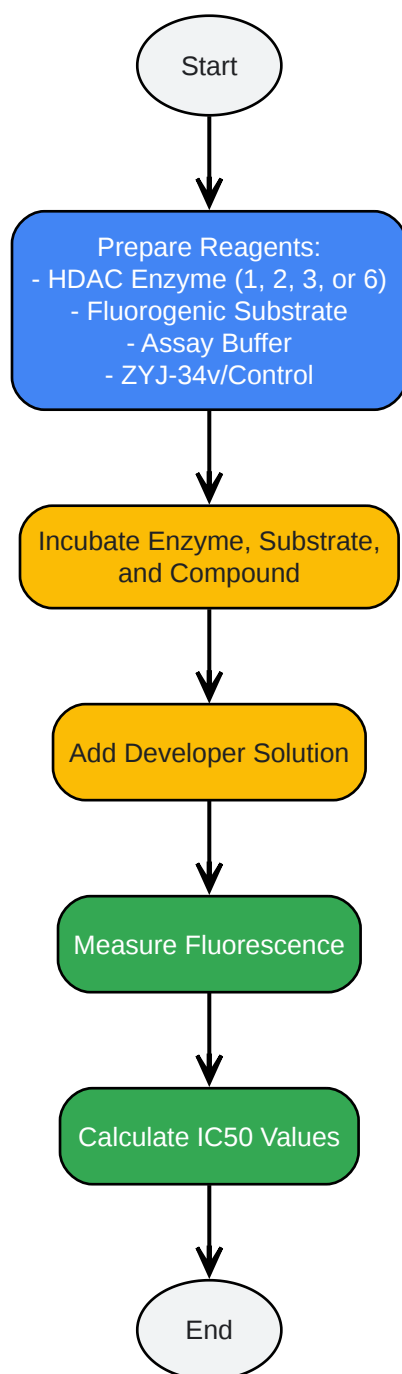 Start
Prepare Reagents:
- HDAC Enzyme (1, 2, 3, or 6)
- Fluorogenic Substrate
- Assay Buffer
- ZYJ-34v/Control
Incubate Enzyme, Substrate,
and Compound
Add Developer Solution
Measure Fluorescence
Calculate IC50 Values
End